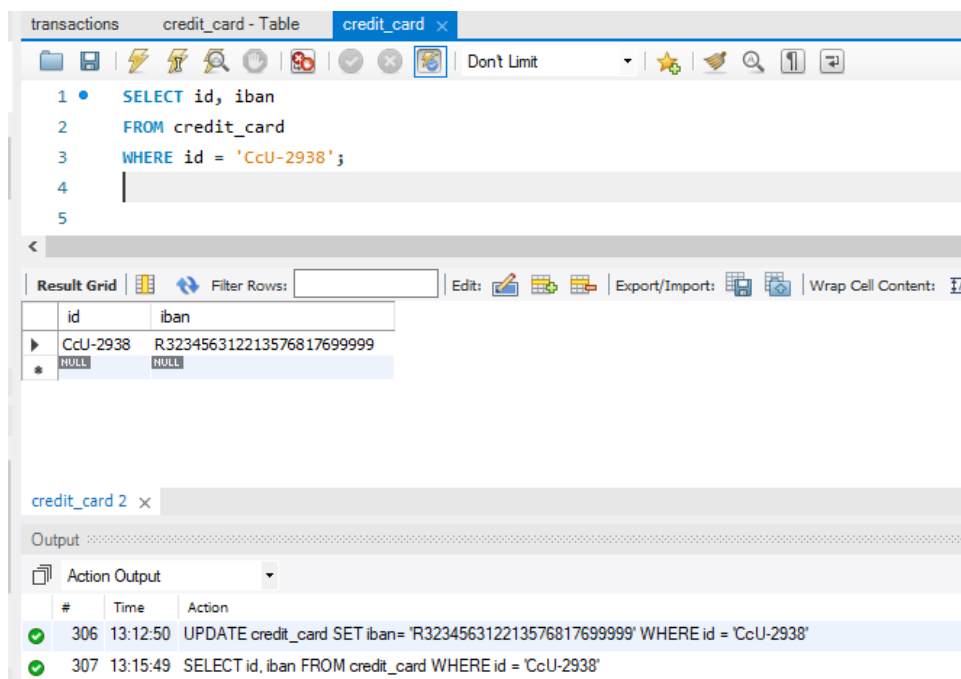 transactions credit_card - Table credit_card
Don't Limit
1 SELECT id, iban
2 FROM credit_card
3 WHERE id = 'CcU-2938';
4
5
Result Grid Filter Rows: Edit: Export/Import: Wrap Cell Content:
id iban
CcU-2938 R323456312213576817699999
NULL NULL
credit_card 2
Output
Action Output
# Time Action
306 13:12:50 UPDATE credit_card SET iban= 'R323456312213576817699999' WHERE id = 'CcU-2938'
307 13:15:49 SELECT id, iban FROM credit_card WHERE id = 'CcU-2938'